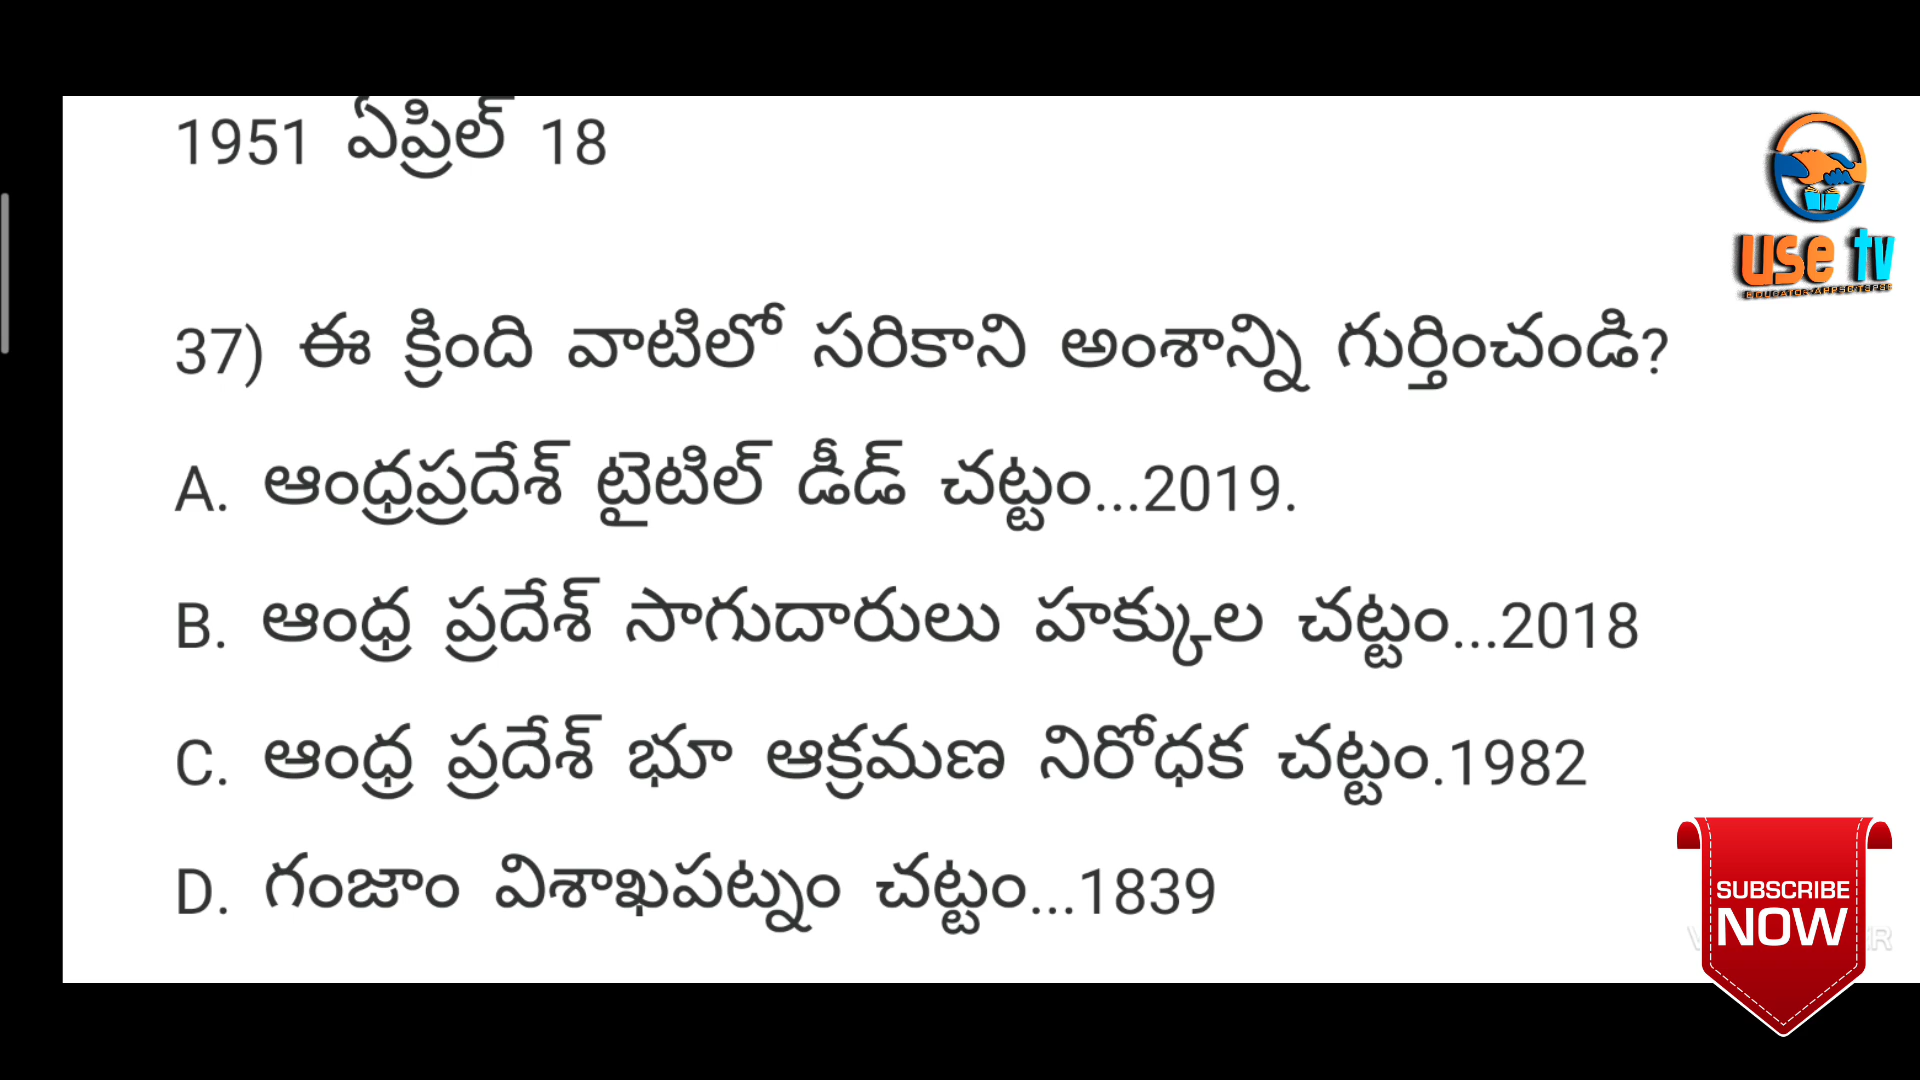 1951 ఏప్రిల్ 18
use tv
37) ఈ క్రింది వాటిలో సరికాని అంశాన్ని గుర్తించండి?
A. ఆంధ్రప్రదేశ్ టైటిల్ డీడ్ చట్టం...2019.
B. ఆంధ్ర ప్రదేశ్ సాగుదారులు హక్కుల చట్టం...2018
C. ఆంధ్ర ప్రదేశ్ భూ ఆక్రమణ నిరోధక చట్టం.1982
D. గంజాం విశాఖపట్నం చట్టం...1839
SUBSCRIBE
NOW